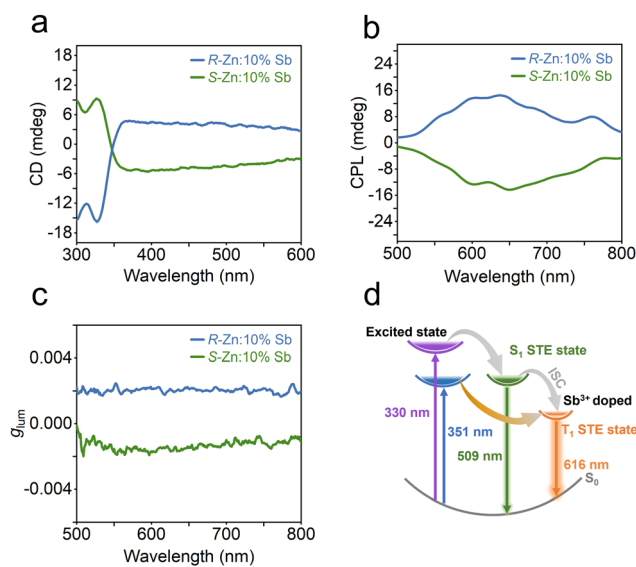 a
CD (mdeg)
18
12
6
0
-6
-12
-18
R-Zn:10% Sb
S-Zn:10% Sb
300
400
500
600
Wavelength (nm)
b
CPL (mdeg)
24
16
8
0
-8
-16
-24
R-Zn:10% Sb
S-Zn:10% Sb
500
600
700
800
Wavelength (nm)
c
glum
0.004
0.000
-0.004
R-Zn:10% Sb
S-Zn:10% Sb
500
600
700
800
Wavelength (nm)
d
Excited state
S₁ STE state
ISC
Sb³⁺ doped
330 nm
351 nm
T₁ STE state
509 nm
616 nm
S₀